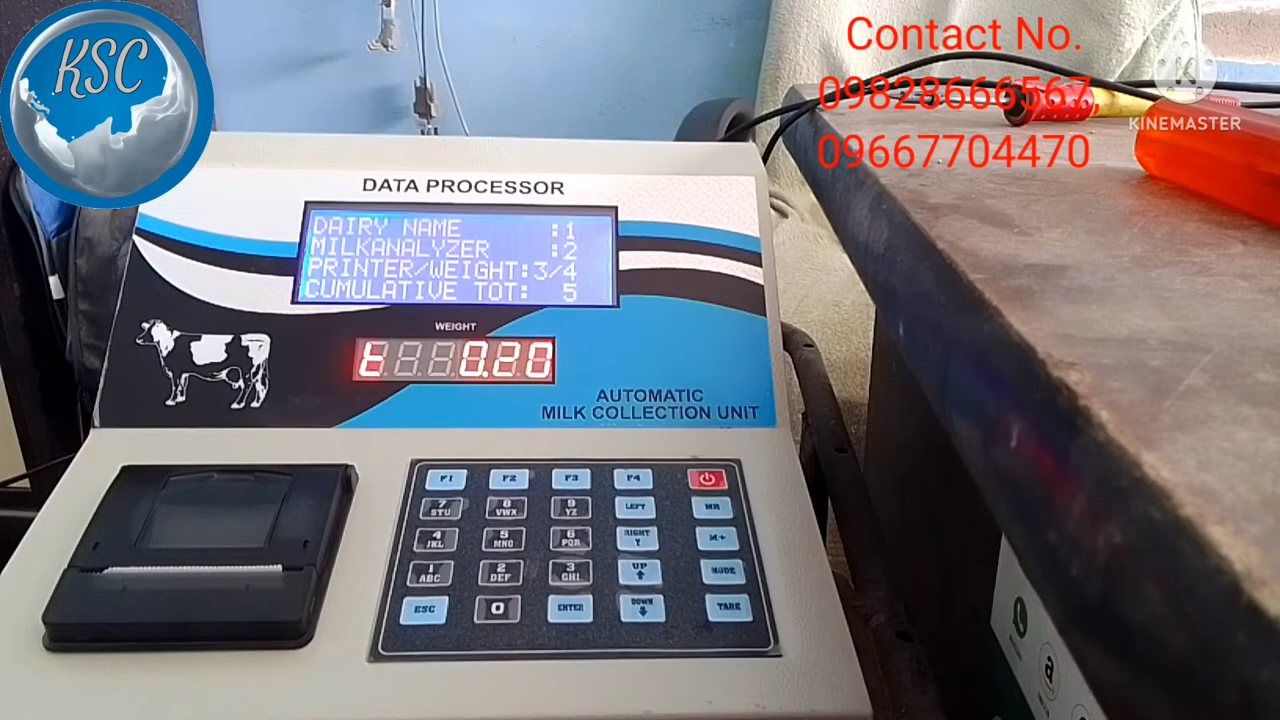 KSC
Contact No.
09828666567,
09667704470
KINEMASTER
DATA PROCESSOR
DAIRY NAME :1
MILKANALYZER :2
PRINTER/WEIGHT:3/4
CUMULATIVE TOT: 5
WEIGHT
t 0.20
AUTOMATIC
MILK COLLECTION UNIT
F1 F2 F3 F4
7 8 9 LEFT MR
STU VWX YZ
4 5 6 RIGHT M+
JKL MNO PQR Y
1 2 3 UP MODE
ABC DEF GHI
ESC 0 ENTER DOWN TARE
a